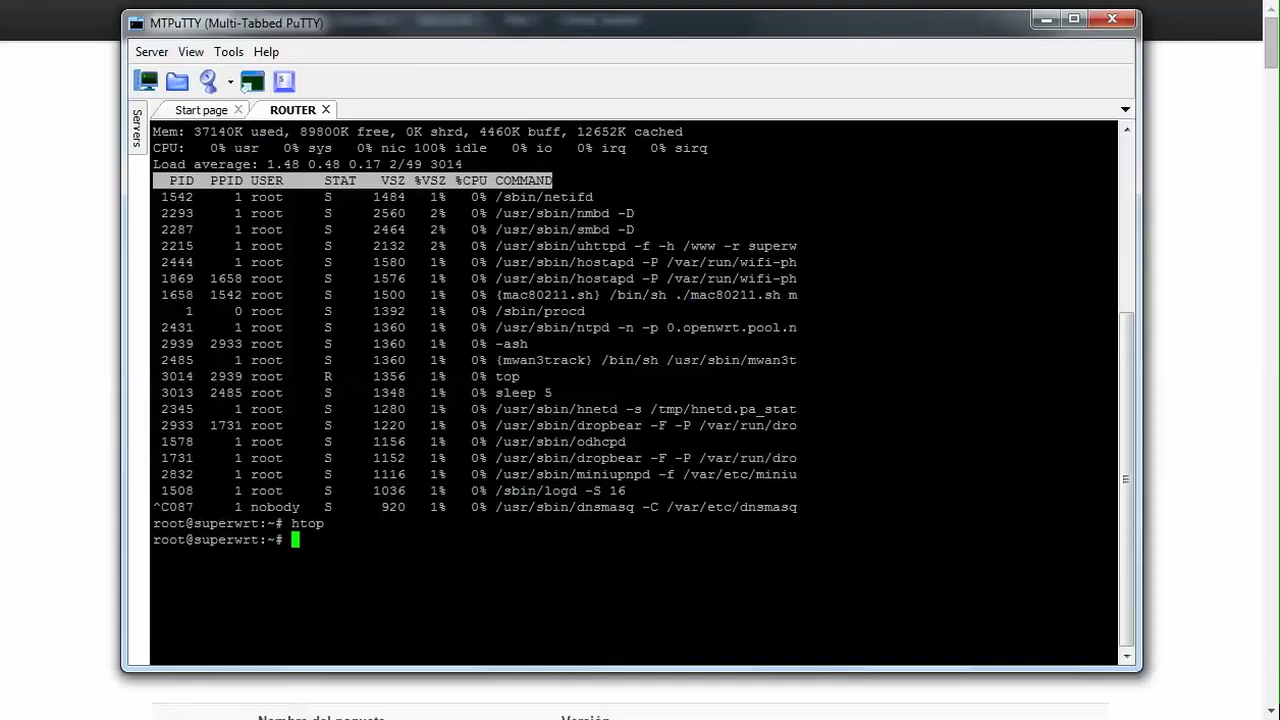 MTPuTTY (Multi-Tabbed PuTTY)
Server View Tools Help
Start page ROUTER
Servers
Mem: 37140K used, 89800K free, 0K shrd, 4460K buff, 12652K cached
CPU: 0% usr 0% sys 0% nic 100% idle 0% io 0% irq 0% sirq
Load average: 1.48 0.48 0.17 2/49 3014
PID PPID USER STAT VSZ %VSZ %CPU COMMAND
1542 1 root S 1484 1% 0% /sbin/netifd
2293 1 root S 2560 2% 0% /usr/sbin/nmbd -D
2287 1 root S 2464 2% 0% /usr/sbin/smbd -D
2215 1 root S 2132 2% 0% /usr/sbin/uhttpd -f -h /www -r superw
2444 1 root S 1580 1% 0% /usr/sbin/hostapd -P /var/run/wifi-ph
1869 1658 root S 1576 1% 0% /usr/sbin/hostapd -P /var/run/wifi-ph
1658 1542 root S 1500 1% 0% {mac80211.sh} /bin/sh ./mac80211.sh m
1 0 root S 1392 1% 0% /sbin/procd
2431 1 root S 1360 1% 0% /usr/sbin/ntpd -n -p 0.openwrt.pool.n
2939 2933 root S 1360 1% 0% -ash
2485 1 root S 1360 1% 0% {mwan3track} /bin/sh /usr/sbin/mwan3t
3014 2939 root R 1356 1% 0% top
3013 2485 root S 1348 1% 0% sleep 5
2345 1 root S 1280 1% 0% /usr/sbin/hnetd -s /tmp/hnetd.pa_stat
2933 1731 root S 1220 1% 0% /usr/sbin/dropbear -F -P /var/run/dro
1578 1 root S 1156 1% 0% /usr/sbin/odhcpd
1731 1 root S 1152 1% 0% /usr/sbin/dropbear -F -P /var/run/dro
2832 1 root S 1116 1% 0% /usr/sbin/miniupnpd -f /var/etc/miniu
1508 1 root S 1036 1% 0% /sbin/logd -S 16
^C087 1 nobody S 920 1% 0% /usr/sbin/dnsmasq -C /var/etc/dnsmasq
root@superwrt:~# htop
root@superwrt:~#
Nombre del paquete Versión